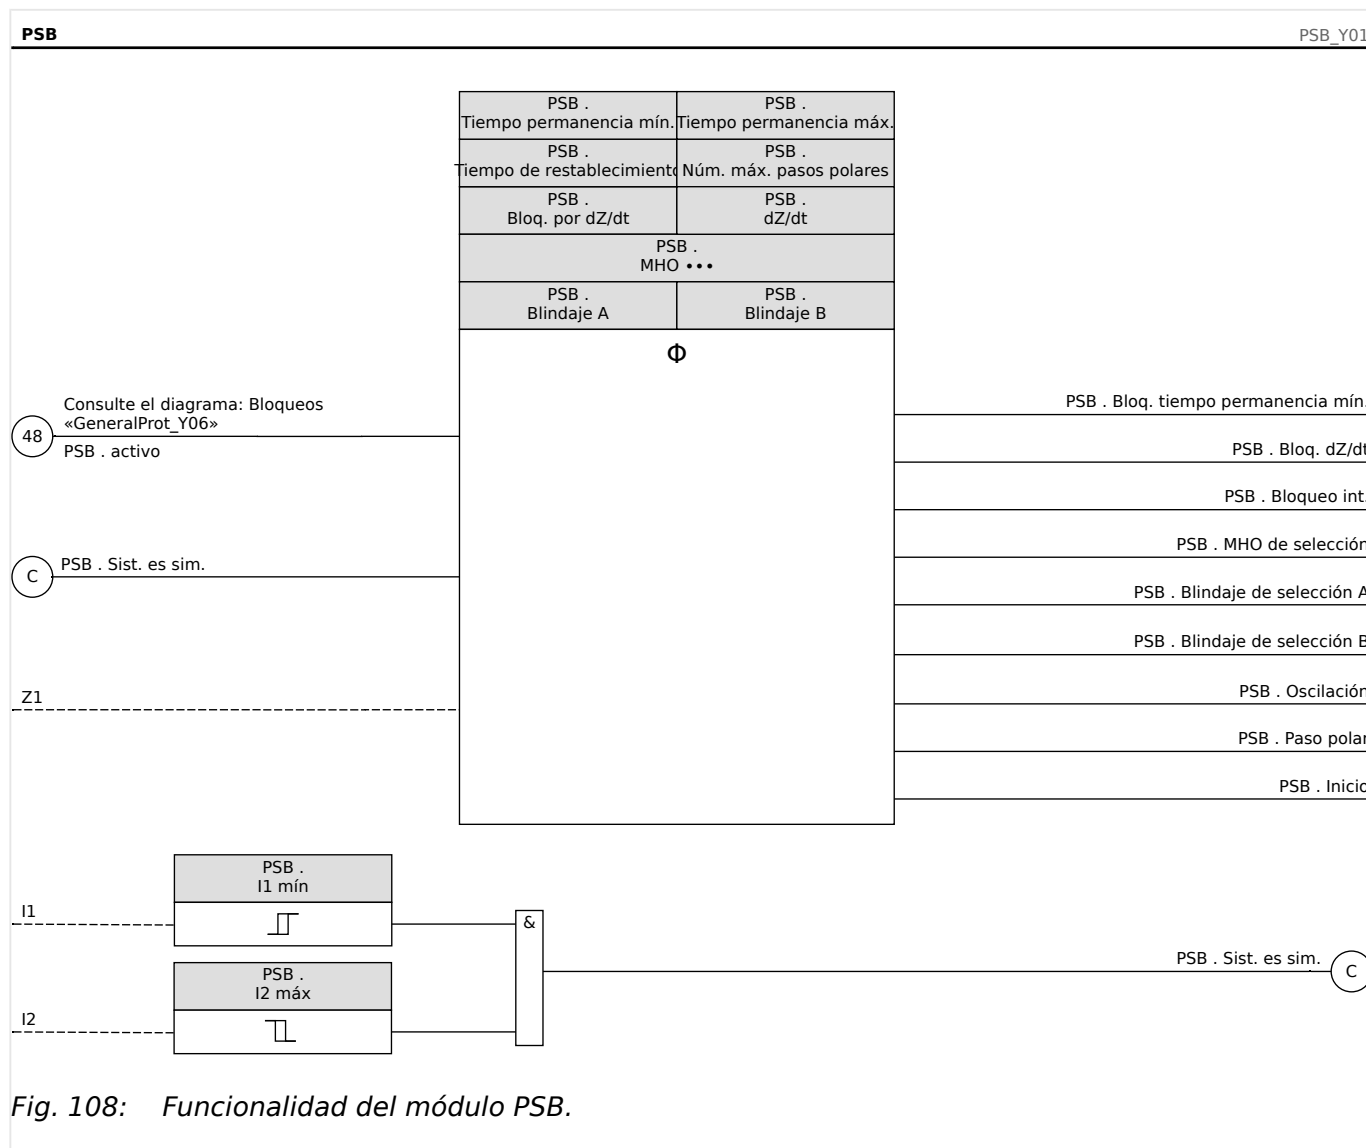 PSB
PSB_Y01
PSB .
Tiempo permanencia mín.
PSB .
Tiempo permanencia máx.
PSB .
Tiempo de restablecimiento
PSB .
Núm. máx. pasos polares
PSB .
Bloq. por dZ/dt
PSB .
dZ/dt
PSB .
MHO •••
PSB .
Blindaje A
PSB .
Blindaje B
Φ
Consulte el diagrama: Bloqueos
«GeneralProt_Y06»
48
PSB . activo
C
PSB . Sist. es sim.
Z1
PSB . Bloq. tiempo permanencia mín.
PSB . Bloq. dZ/dt
PSB . Bloqueo int.
PSB . MHO de selección
PSB . Blindaje de selección A
PSB . Blindaje de selección B
PSB . Oscilación
PSB . Paso polar
PSB . Inicio
PSB .
I1 mín
I1
&
PSB .
I2 máx
I2
PSB . Sist. es sim.
C
Fig. 108: Funcionalidad del módulo PSB.